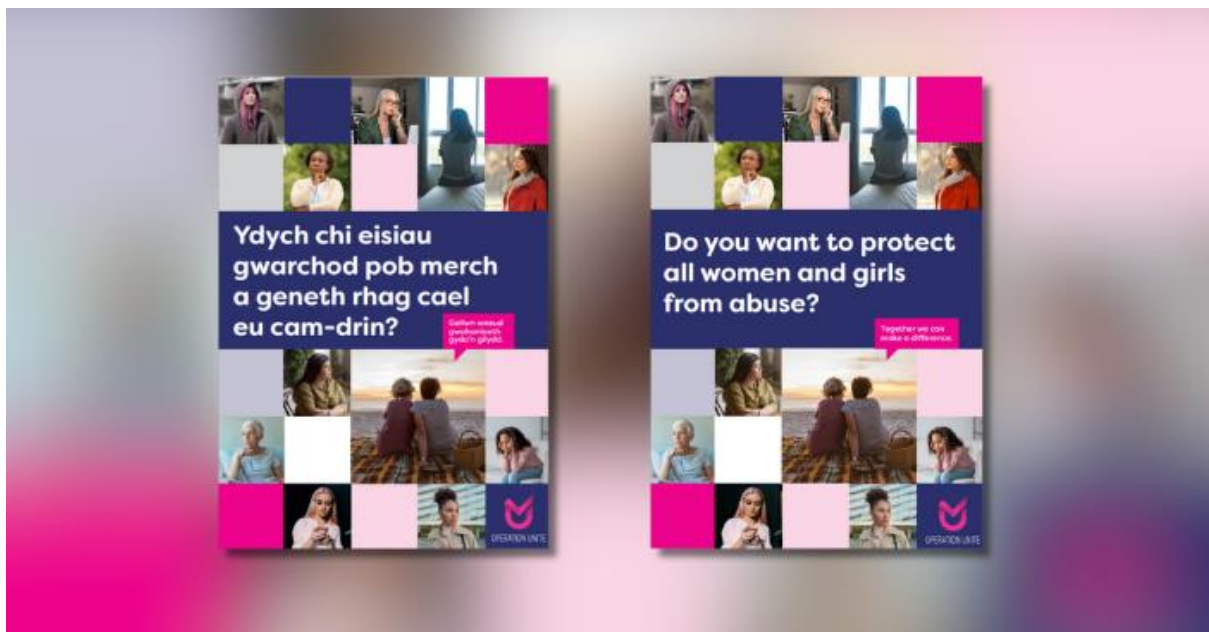 Ydych chi eisiau
gwarchod pob merch
a geneth rhag cael
eu cam-drin?
Gallwn wneud
gwahaniaeth
gyda'n gilydd.
OPERATION UNITE
Do you want to protect
all women and girls
from abuse?
Together we can
make a difference.
OPERATION UNITE